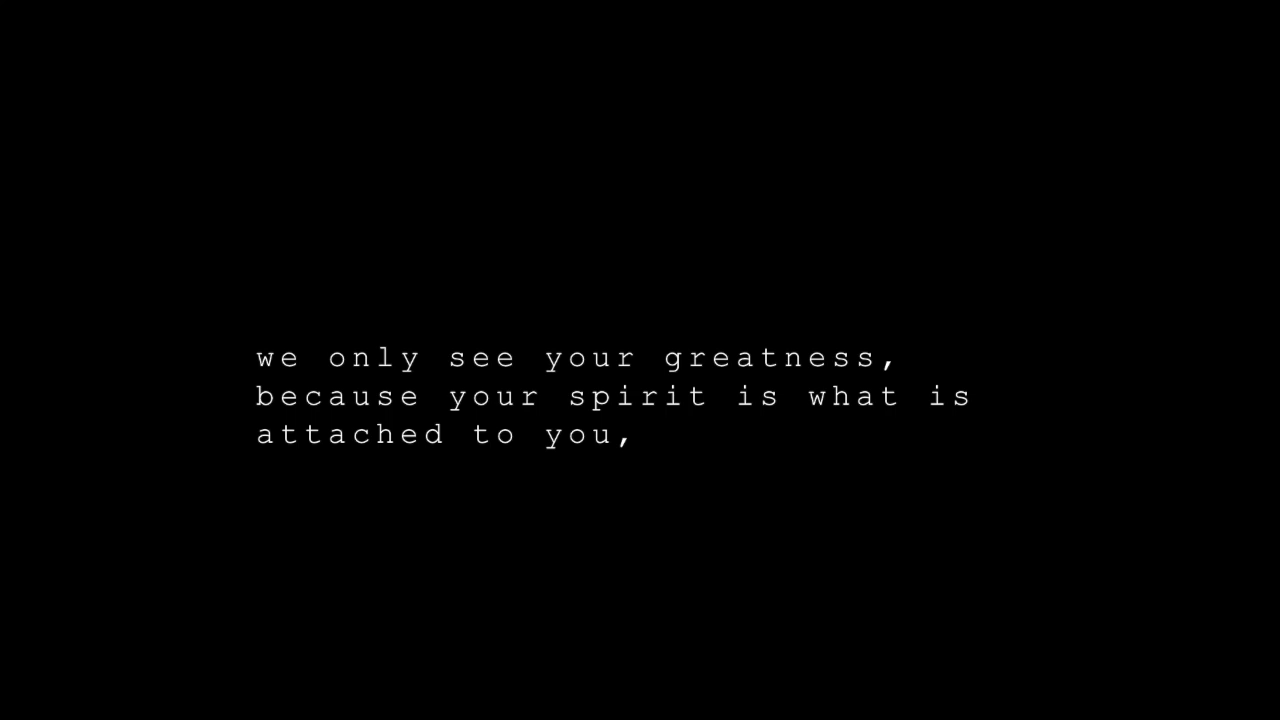 we only see your greatness,
because your spirit is what is
attached to you,